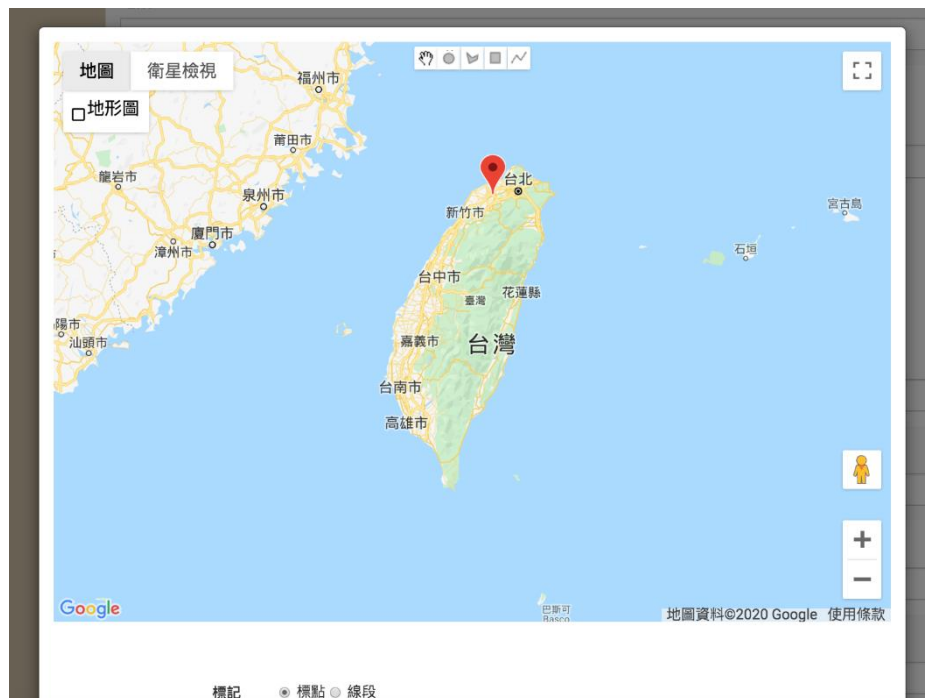 地圖 衛星檢視
地形圖
福州市
莆田市
龍岩市
泉州市
台北
新竹市
宮古島
廈門市
漳州市
石垣
台中市
花蓮縣
臺灣
陽市
汕頭市
嘉義市
台灣
台南市
高雄市
Google
巴斯可
Basco
地圖資料©2020 Google 使用條款
標記 標點 線段